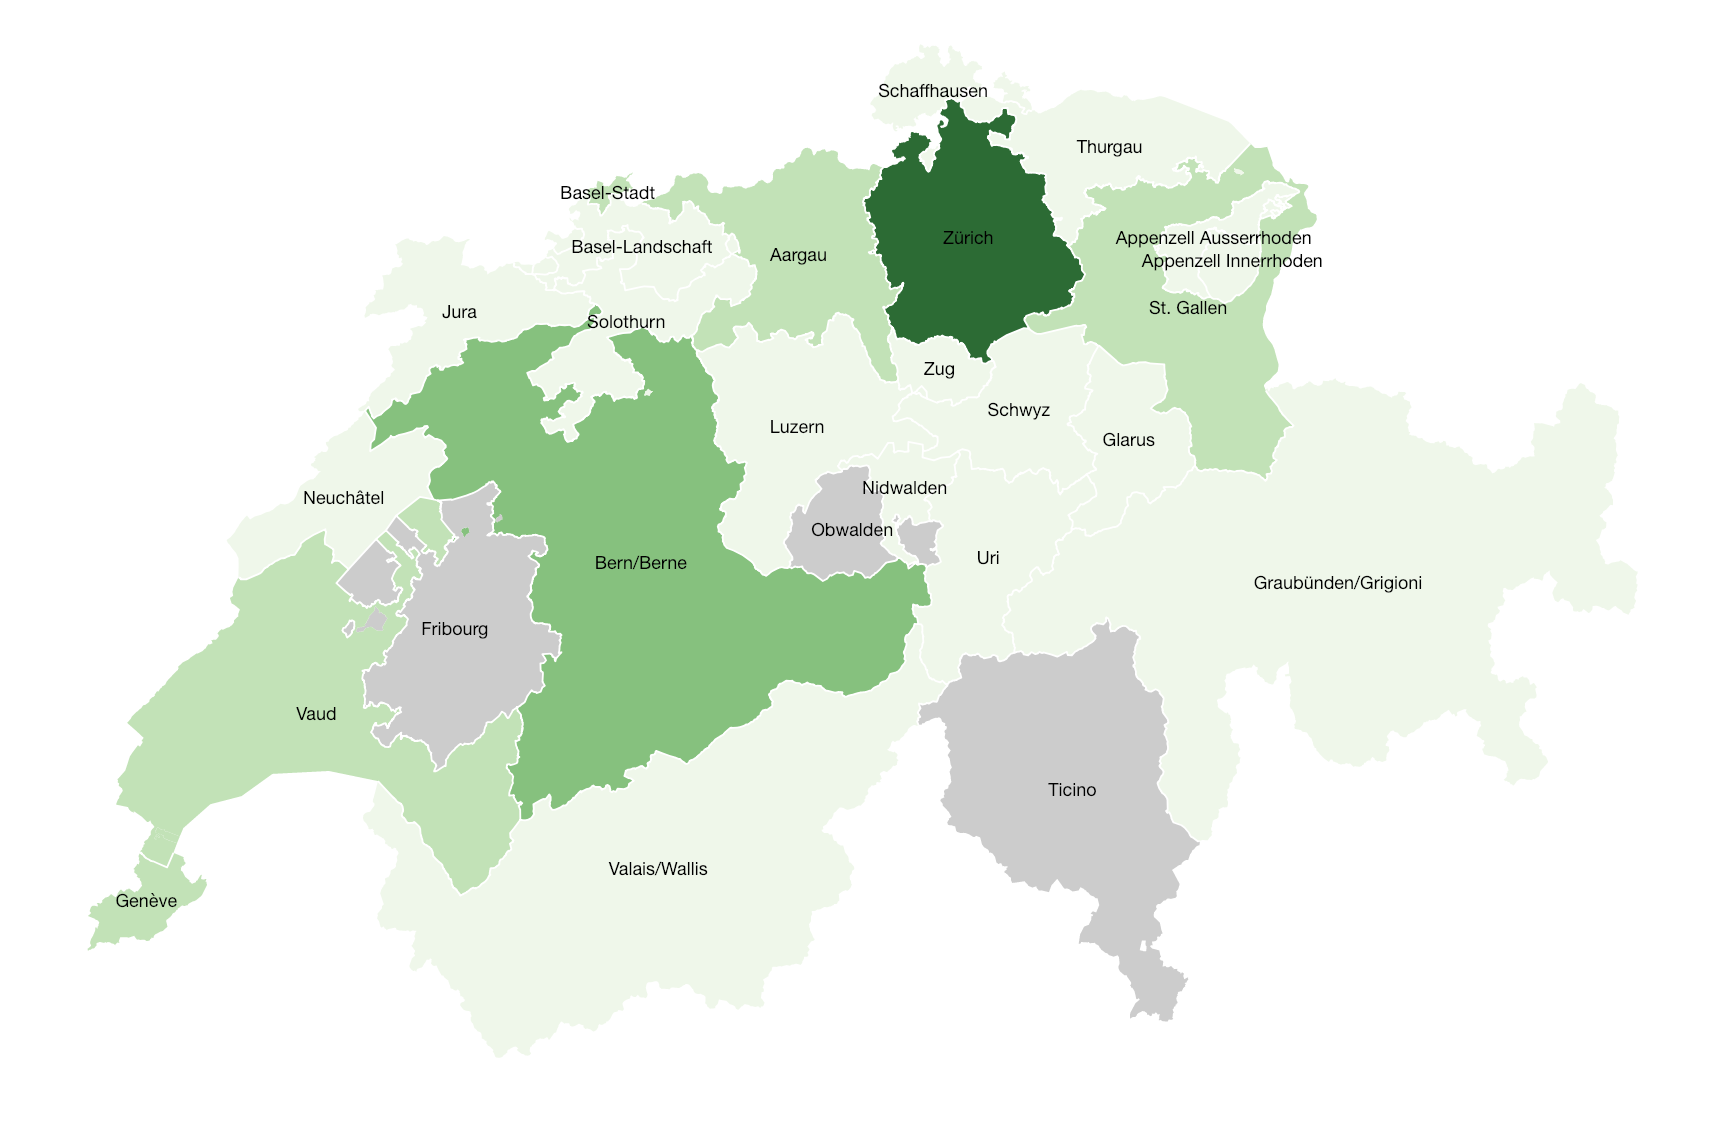 Schaffhausen
Thurgau
Basel-Stadt
Zürich
Appenzell Ausserrhoden
Basel-Landschaft
Aargau
Appenzell Innerrhoden
St. Gallen
Jura
Solothurn
Zug
Schwyz
Luzern
Glarus
Nidwalden
Neuchâtel
Obwalden
Uri
Bern/Berne
Graubünden/Grigioni
Fribourg
Vaud
Ticino
Valais/Wallis
Genève